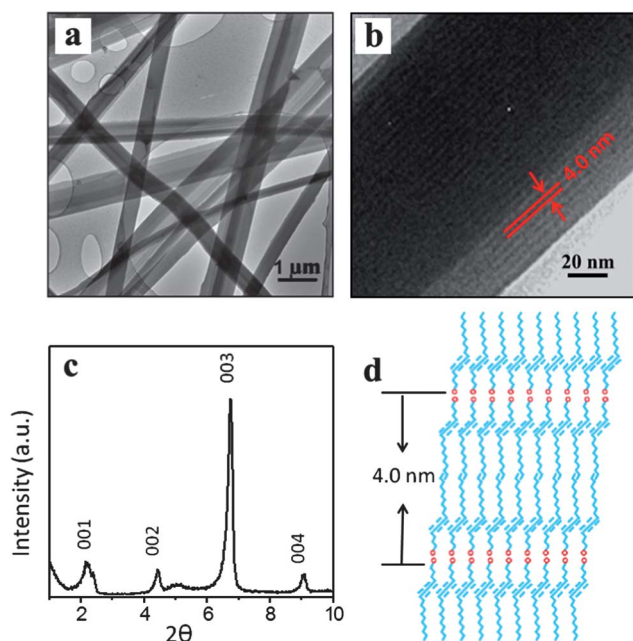 a
1 μm
b
4.0 nm
20 nm
c
Intensity (a.u.)
001
002
003
004
2 4 6 8 10
2θ
d
4.0 nm